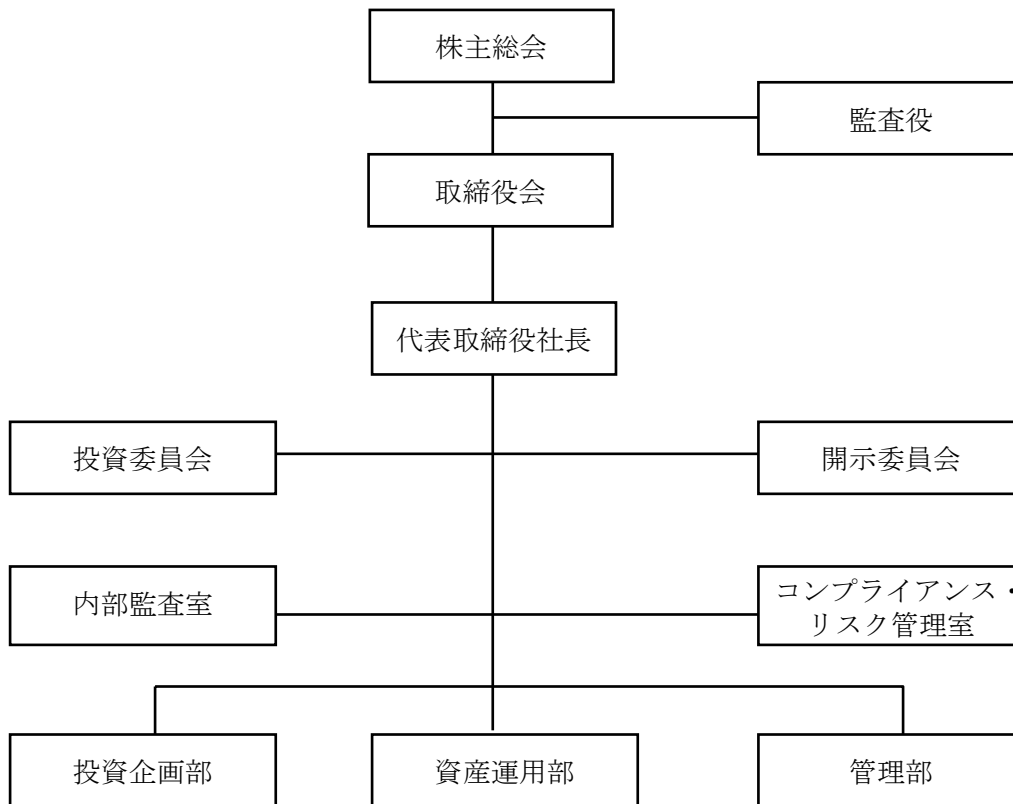 株主総会
監査役
取締役会
代表取締役社長
投資委員会
開示委員会
内部監査室
コンプライアンス・
リスク管理室
投資企画部
資産運用部
管理部